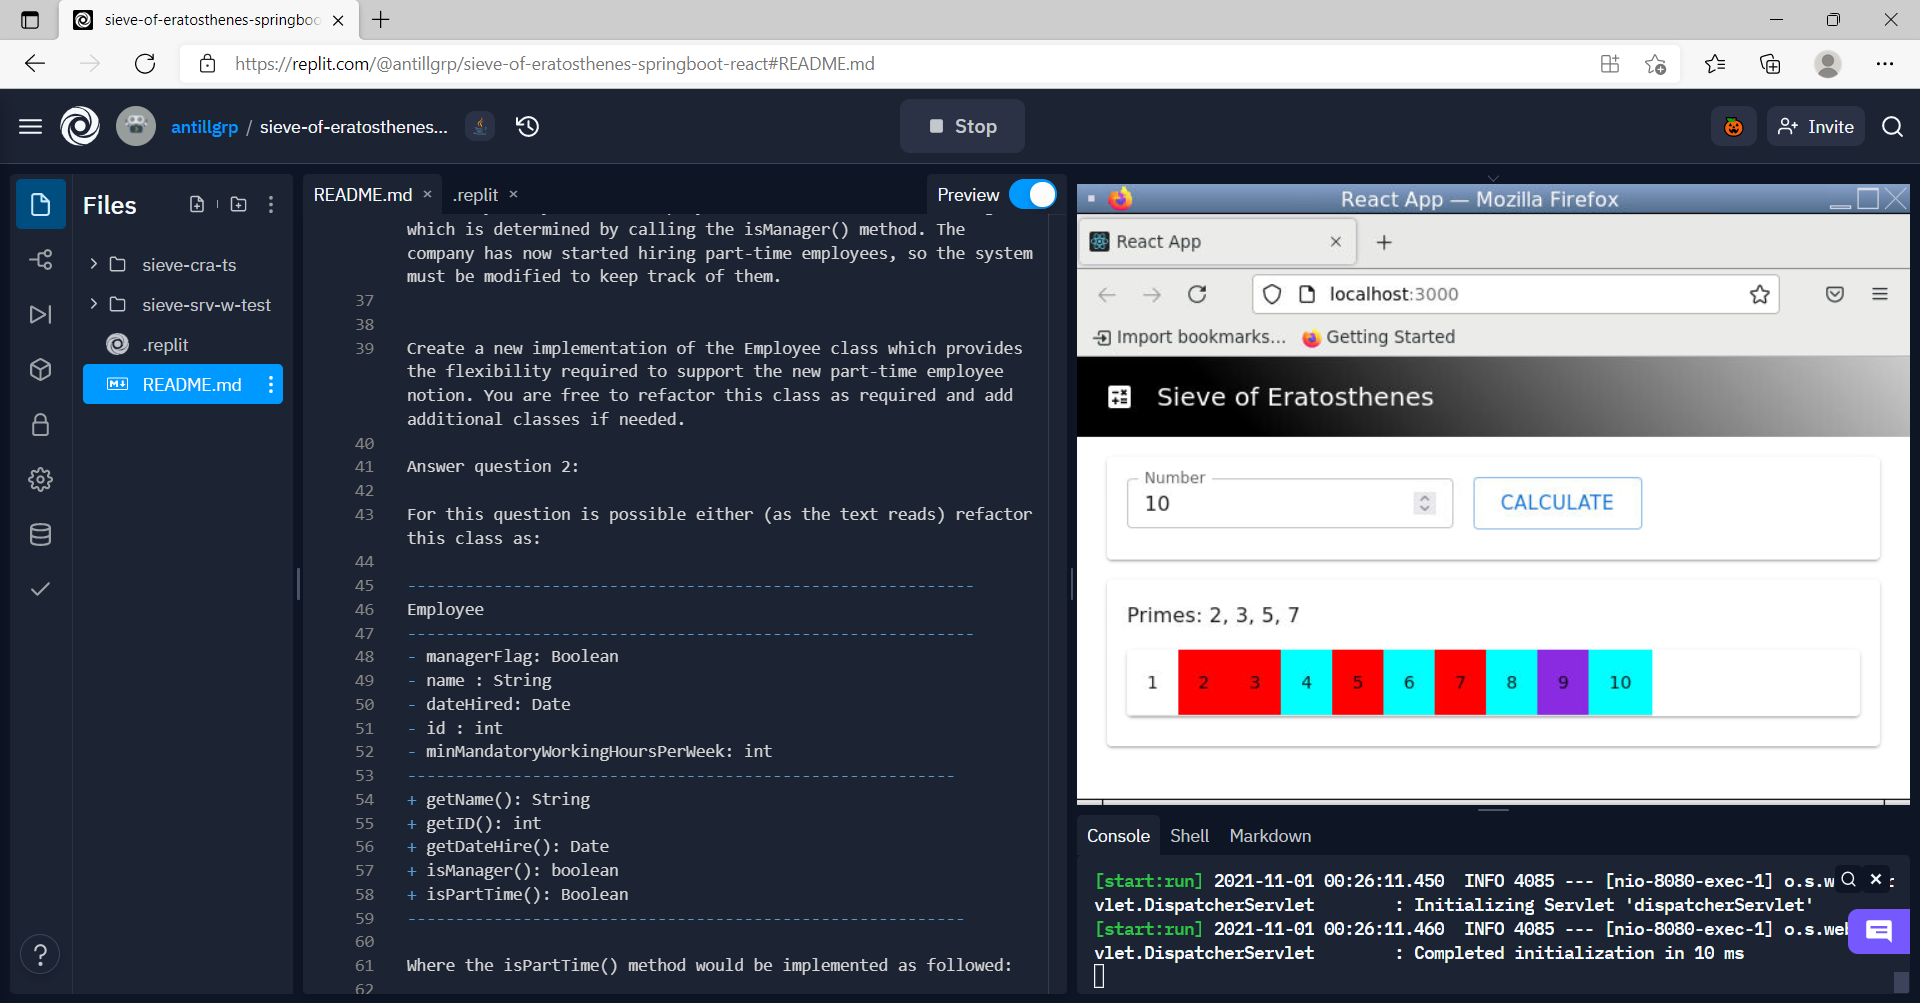 sieve-of-eratosthenes-springboo
https://replit.com/@antillgrp/sieve-of-eratosthenes-springboot-react#README.md
antillgrp / sieve-of-eratosthenes...
Stop
Invite
Files
sieve-cra-ts
sieve-srv-w-test
.replit
README.md
README.md
.replit
Preview
which is determined by calling the isManager() method. The
company has now started hiring part-time employees, so the system
must be modified to keep track of them.
37
38
39 Create a new implementation of the Employee class which provides
the flexibility required to support the new part-time employee
notion. You are free to refactor this class as required and add
additional classes if needed.
40
41 Answer question 2:
42
43 For this question is possible either (as the text reads) refactor
this class as:
44
45 -----------------------------------------------------------
46 Employee
47 -----------------------------------------------------------
48 - managerFlag: Boolean
49 - name : String
50 - dateHired: Date
51 - id : int
52 - minMandatoryWorkingHoursPerWeek: int
53 ---------------------------------------------------------
54 + getName(): String
55 + getID(): int
56 + getDateHire(): Date
57 + isManager(): boolean
58 + isPartTime(): Boolean
59 ----------------------------------------------------------
60
61 Where the isPartTime() method would be implemented as followed:
62
React App — Mozilla Firefox
React App
localhost:3000
Import bookmarks...
Getting Started
Sieve of Eratosthenes
Number
10
CALCULATE
Primes: 2, 3, 5, 7
1 2 3 4 5 6 7 8 9 10
Console
Shell
Markdown
[start:run] 2021-11-01 00:26:11.450 INFO 4085 --- [nio-8080-exec-1] o.s.w
vlet.DispatcherServlet : Initializing Servlet 'dispatcherServlet'
[start:run] 2021-11-01 00:26:11.460 INFO 4085 --- [nio-8080-exec-1] o.s.web
vlet.DispatcherServlet : Completed initialization in 10 ms